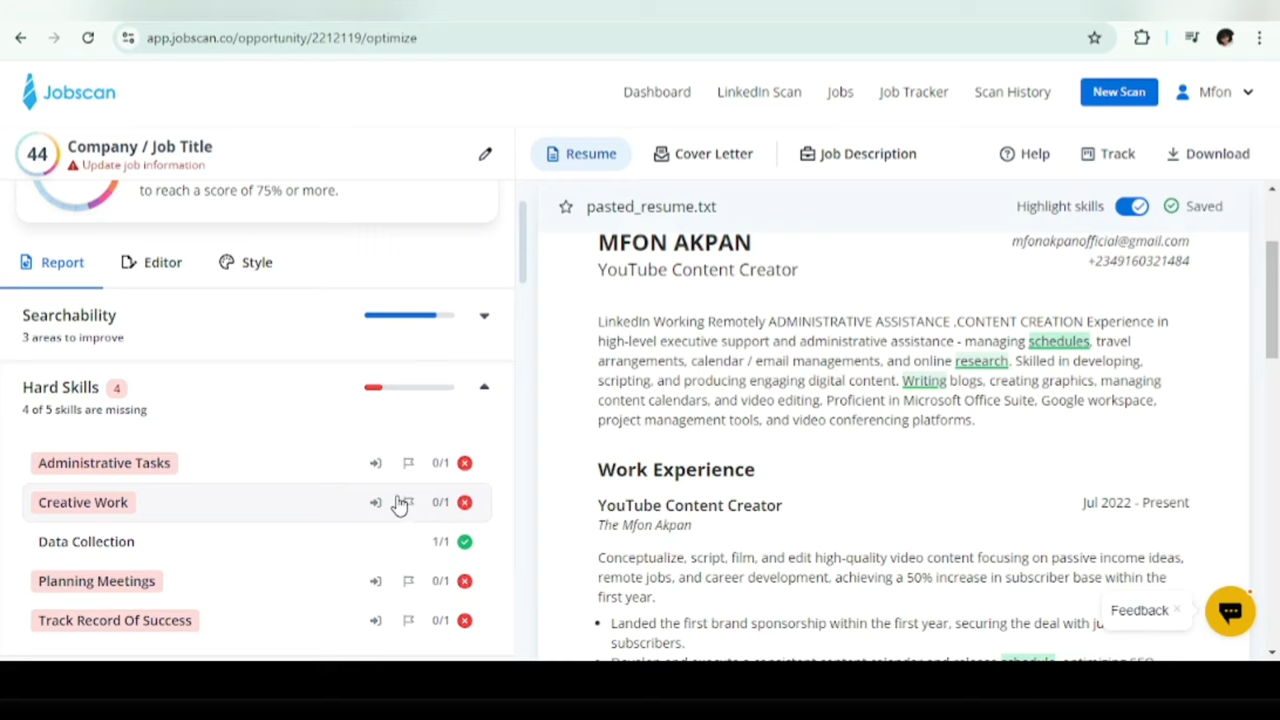 app.jobscan.co/opportunity/2212119/optimize
Jobscan
Dashboard
LinkedIn Scan
Jobs
Job Tracker
Scan History
New Scan
Mfon
44
Company / Job Title
Update job information
Resume
Cover Letter
Job Description
Help
Track
Download
to reach a score of 75% or more.
Report
Editor
Style
Searchability
3 areas to improve
Hard Skills 4
4 of 5 skills are missing
Administrative Tasks 0/1
Creative Work 0/1
Data Collection 1/1
Planning Meetings 0/1
Track Record Of Success 0/1
pasted_resume.txt
Highlight skills
Saved
MFON AKPAN
YouTube Content Creator
mfonakpanofficial@gmail.com
+2349160321484
LinkedIn Working Remotely ADMINISTRATIVE ASSISTANCE .CONTENT CREATION Experience in
high-level executive support and administrative assistance - managing schedules, travel
arrangements, calendar / email managements, and online research. Skilled in developing,
scripting, and producing engaging digital content. Writing blogs, creating graphics, managing
content calendars, and video editing. Proficient in Microsoft Office Suite, Google workspace,
project management tools, and video conferencing platforms.
Work Experience
YouTube Content Creator
Jul 2022 - Present
The Mfon Akpan
Conceptualize, script, film, and edit high-quality video content focusing on passive income ideas,
remote jobs, and career development, achieving a 50% increase in subscriber base within the
first year.
Feedback
• Landed the first brand sponsorship within the first year, securing the deal with
subscribers.